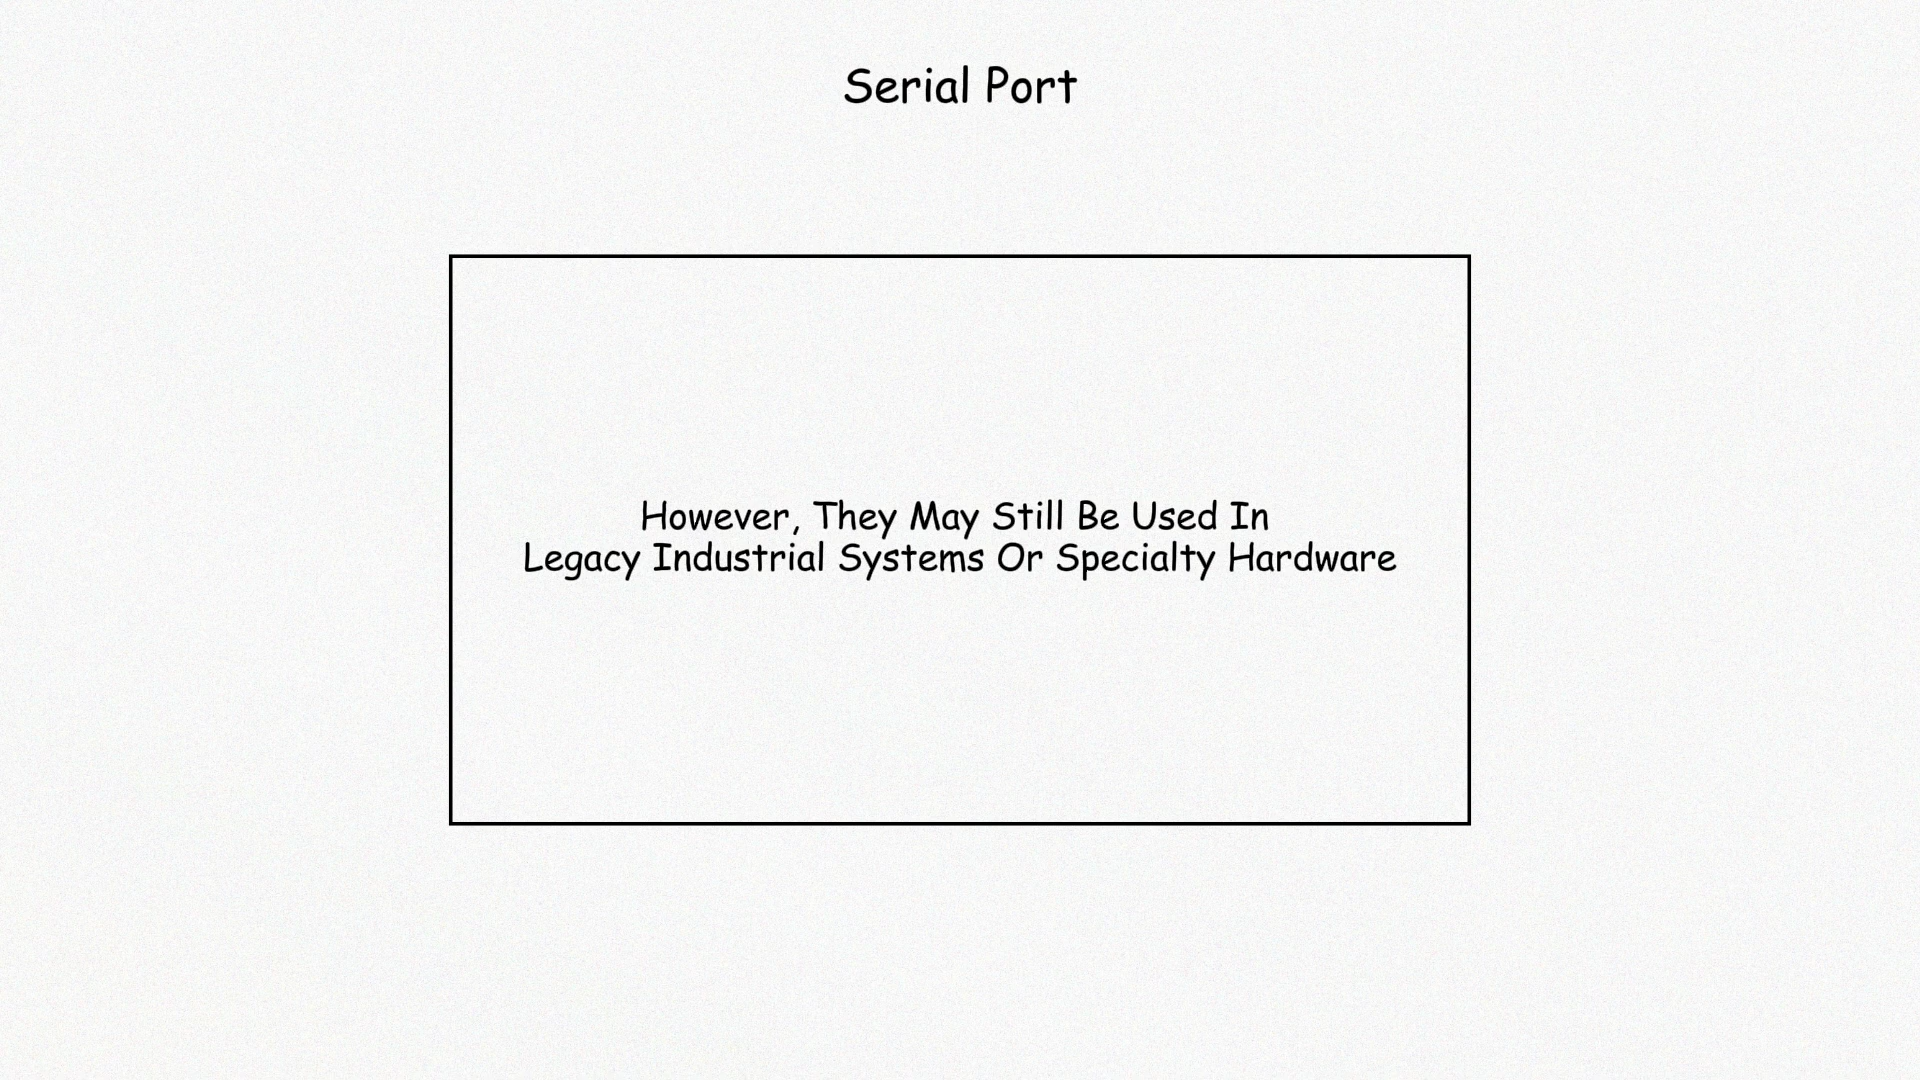 Serial Port
However, They May Still Be Used In
Legacy Industrial Systems Or Specialty Hardware